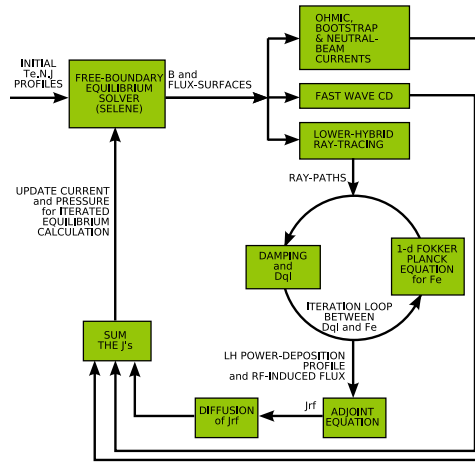 INITIAL
Te.N.J
PROFILES
FREE-BOUNDARY
EQUILIBRIUM
SOLVER
(SELENE)
B and
FLUX-SURFACES
OHMIC,
BOOTSTRAP
& NEUTRAL-
BEAM
CURRENTS
FAST WAVE CD
LOWER-HYBRID
RAY-TRACING
RAY-PATHS
UPDATE CURRENT
and PRESSURE
for ITERATED
EQUILIBRIUM
CALCULATION
DAMPING
and
Dql
1-d FOKKER
PLANCK
EQUATION
for Fe
ITERATION LOOP
BETWEEN
Dql and Fe
SUM
THE J's
LH POWER-DEPOSITION
PROFILE
and RF-INDUCED FLUX
DIFFUSION
of Jrf
Jrf
ADJOINT
EQUATION